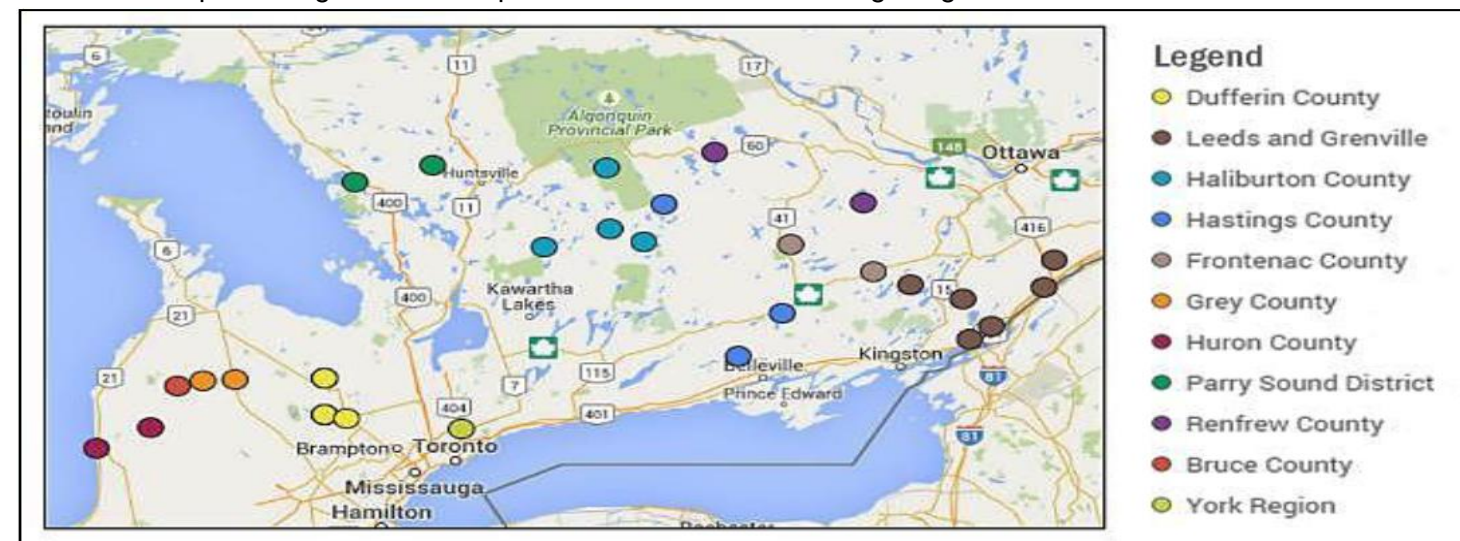 6
11
17
toulin
and
Algonquin
Provincial Park
60
148
Ottawa
Huntsville
400
11
41
416
6
400
Kawartha
Lakes
15
21
21
7
115
Belleville
Kingston
81
Prince Edward
404
401
81
Brampton
Toronto
Mississauga
Hamilton
Legend
Dufferin County
Leeds and Grenville
Haliburton County
Hastings County
Frontenac County
Grey County
Huron County
Parry Sound District
Renfrew County
Bruce County
York Region